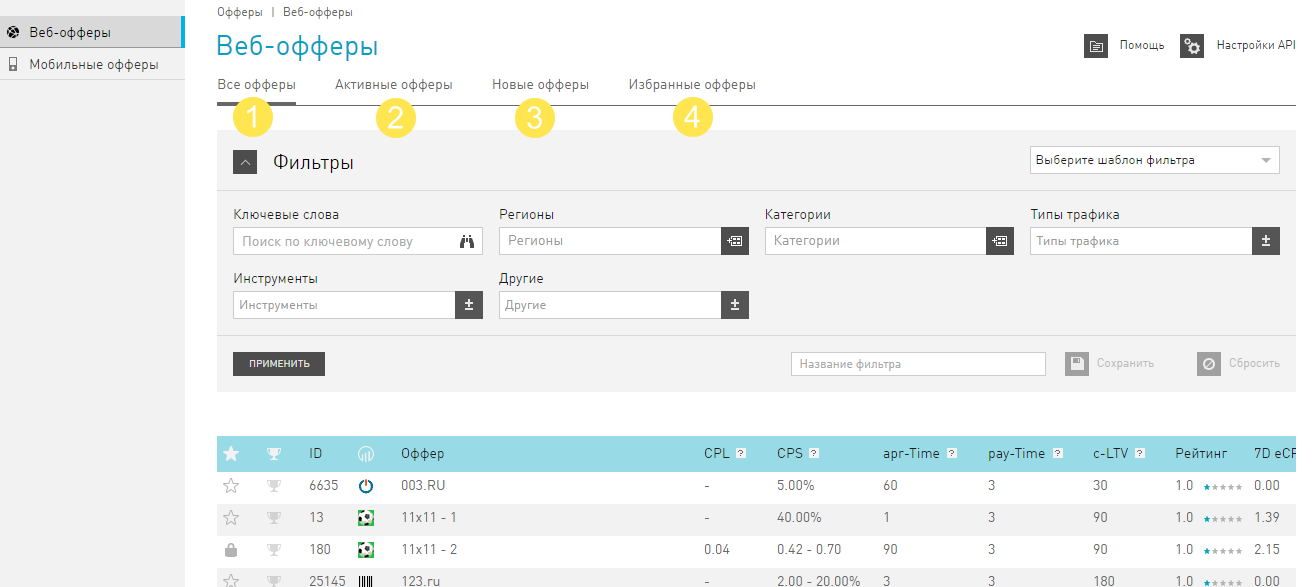 Офферы | Веб-офферы
Веб-офферы
Мобильные офферы
Веб-офферы
Помощь
Настройки API
Все офферы Активные офферы Новые офферы Избранные офферы
1 2 3 4
Фильтры
Выберите шаблон фильтра
Ключевые слова Регионы Категории Типы трафика
Поиск по ключевому слову Регионы Категории Типы трафика
Инструменты Другие
Инструменты Другие
ПРИМЕНИТЬ Название фильтра Сохранить Сбросить
ID Оффер CPL ? CPS ? apr-Time ? pay-Time ? c-LTV ? Рейтинг 7D eCP
6635 003.RU - 5.00% 60 3 30 1.0 0.00
13 11x11 - 1 - 40.00% 1 3 90 1.0 1.39
180 11x11 - 2 0.04 0.42 - 0.70 90 3 90 1.0 2.15
25145 123.ru - 2.00 - 20.00% 3 3 180 1.0 0.00